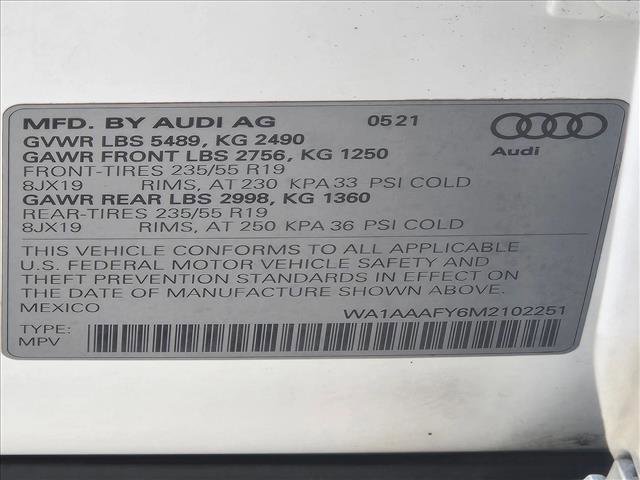 MFD. BY AUDI AG 0521
GVWR LBS 5489, KG 2490
GAWR FRONT LBS 2756, KG 1250
FRONT-TIRES 235/55 R19
8JX19 RIMS, AT 230 KPA 33 PSI COLD
GAWR REAR LBS 2998, KG 1360
REAR-TIRES 235/55 R19
8JX19 RIMS, AT 250 KPA 36 PSI COLD
Audi
THIS VEHICLE CONFORMS TO ALL APPLICABLE
U.S. FEDERAL MOTOR VEHICLE SAFETY AND
THEFT PREVENTION STANDARDS IN EFFECT ON
THE DATE OF MANUFACTURE SHOWN ABOVE.
MEXICO WA1AAAFY6M2102251
TYPE:
MPV